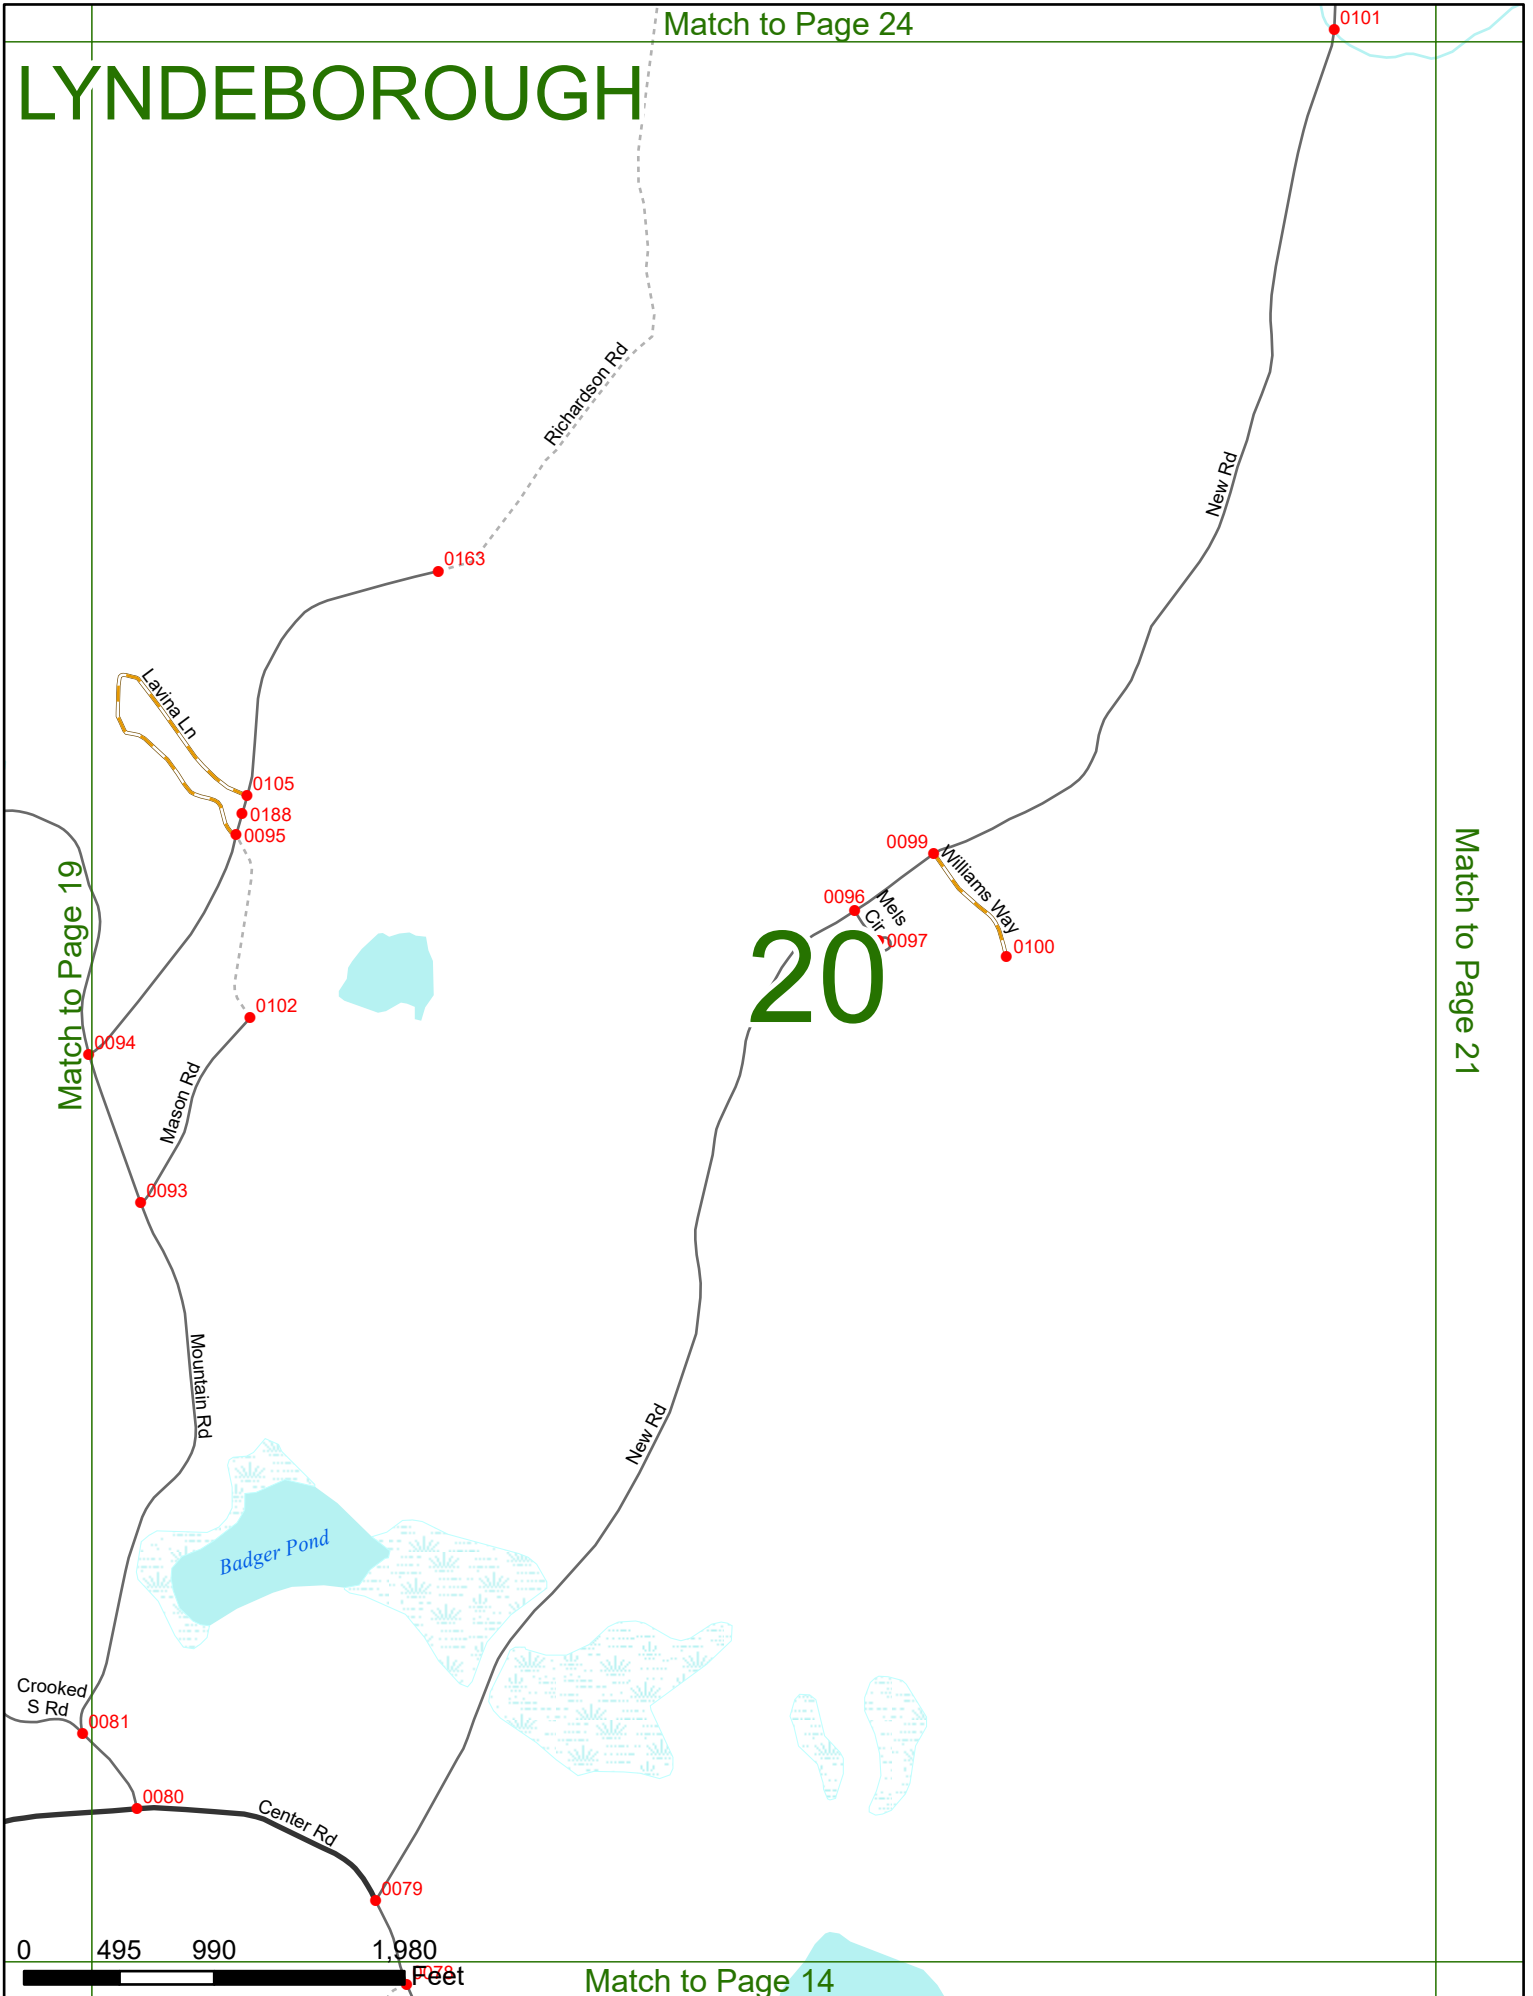 Match to Page 24
0101
LYNDEBOROUGH
Richardson Rd
New Rd
0163
Lavina Ln
0105
0188
0095
0099
Williams Way
0096
Mels
Cir
0097
0100
20
Match to Page 19
Match to Page 21
0102
0094
Mason Rd
0093
Mountain Rd
New Rd
Badger Pond
Crooked
S Rd
0081
0080
Center Rd
0079
0 495 990 1,980
Feet
0078
Match to Page 14